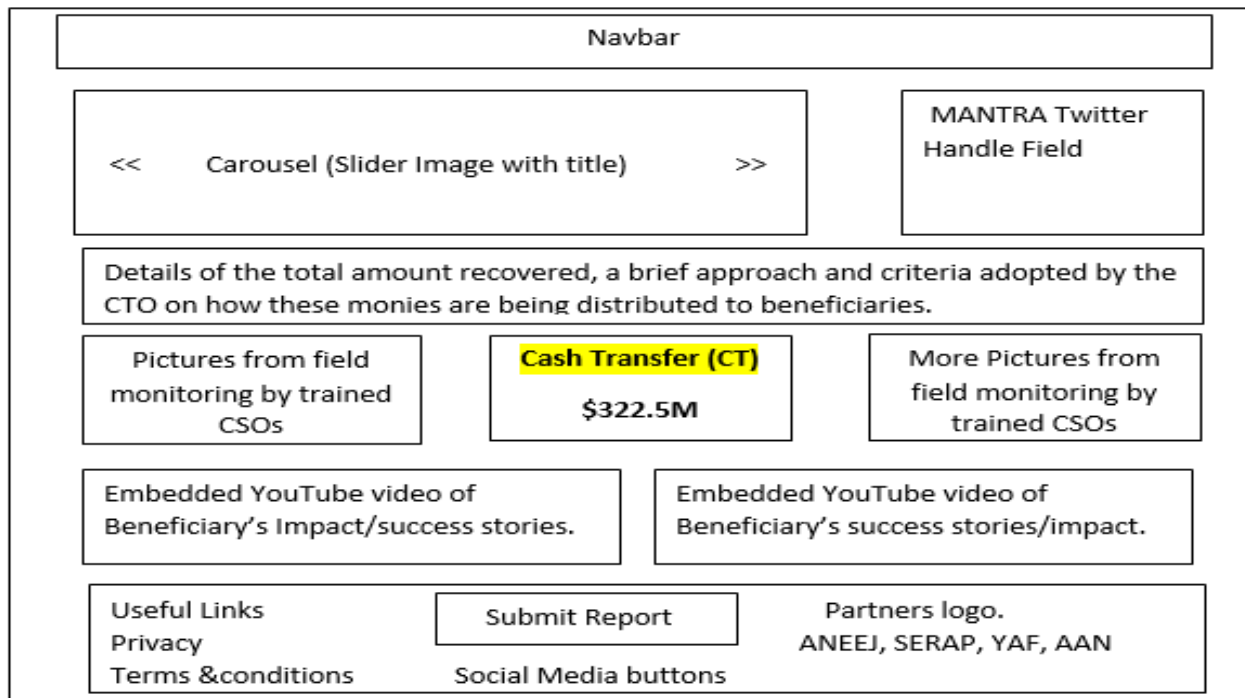 Navbar
<< Carousel (Slider Image with title) >>
MANTRA Twitter
Handle Field
Details of the total amount recovered, a brief approach and criteria adopted by the
CTO on how these monies are being distributed to beneficiaries.
Pictures from field
monitoring by trained
CSOs
Cash Transfer (CT)
$322.5M
More Pictures from
field monitoring by
trained CSOs
Embedded YouTube video of
Beneficiary’s Impact/success stories.
Embedded YouTube video of
Beneficiary’s success stories/impact.
Useful Links
Privacy
Terms &conditions
Submit Report
Social Media buttons
Partners logo.
ANEEJ, SERAP, YAF, AAN